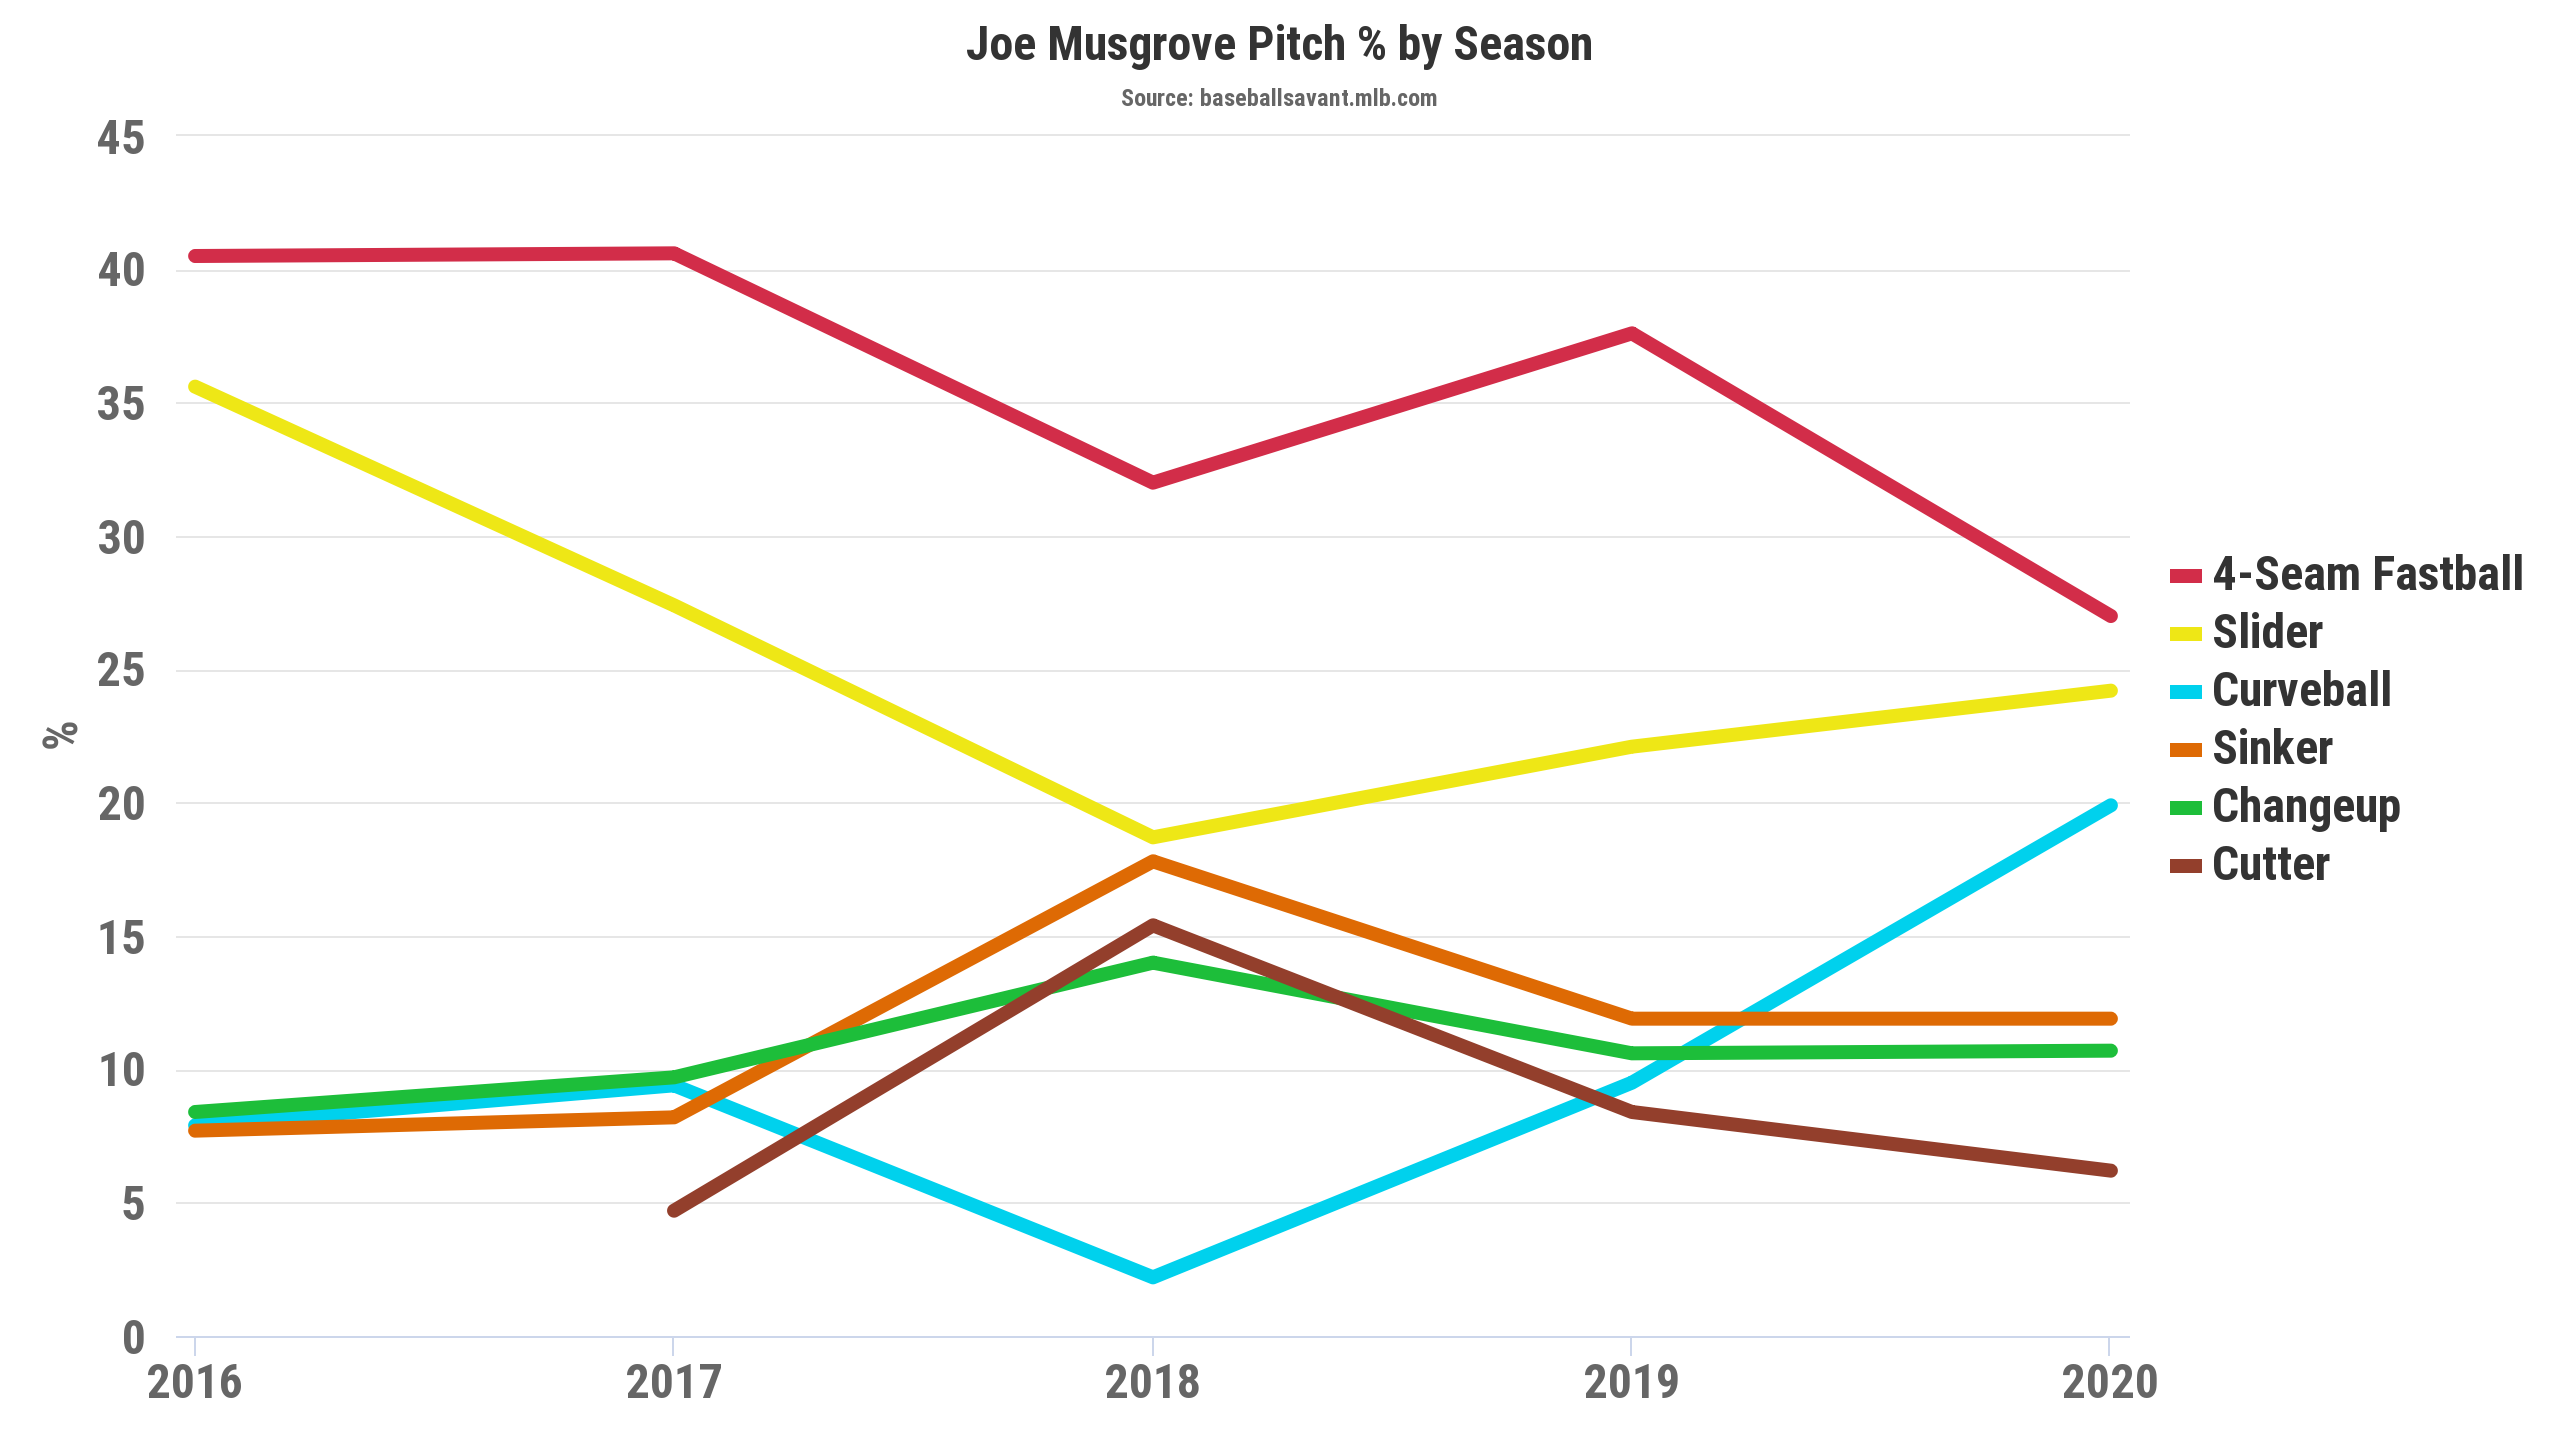 Joe Musgrove Pitch % by Season
Source: baseballsavant.mlb.com
45
40
35
30
25
20
15
10
5
0
%
2016 2017 2018 2019 2020
4-Seam Fastball
Slider
Curveball
Sinker
Changeup
Cutter